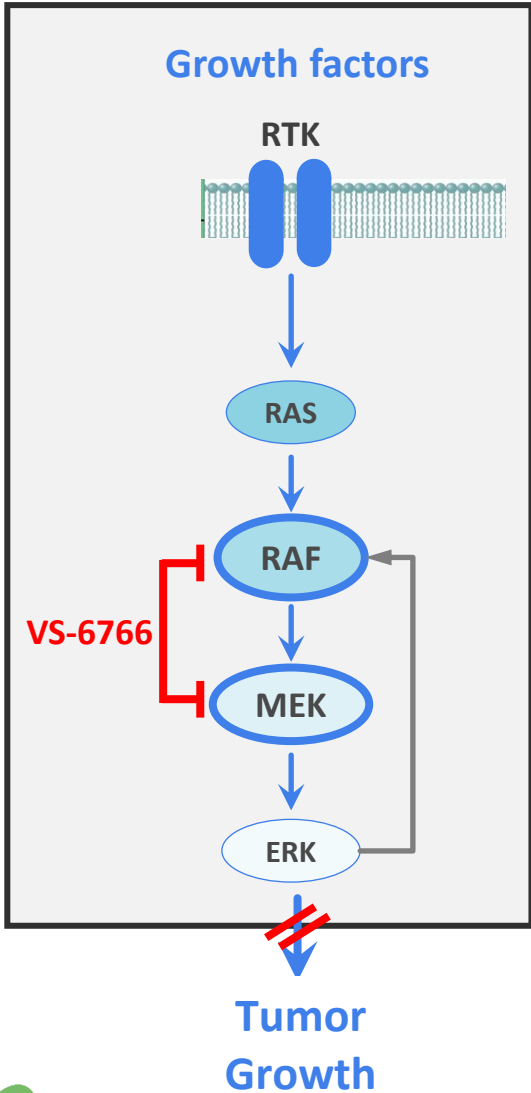 Growth factors
RTK
RAS
RAF
VS-6766
MEK
ERK
Tumor
Growth